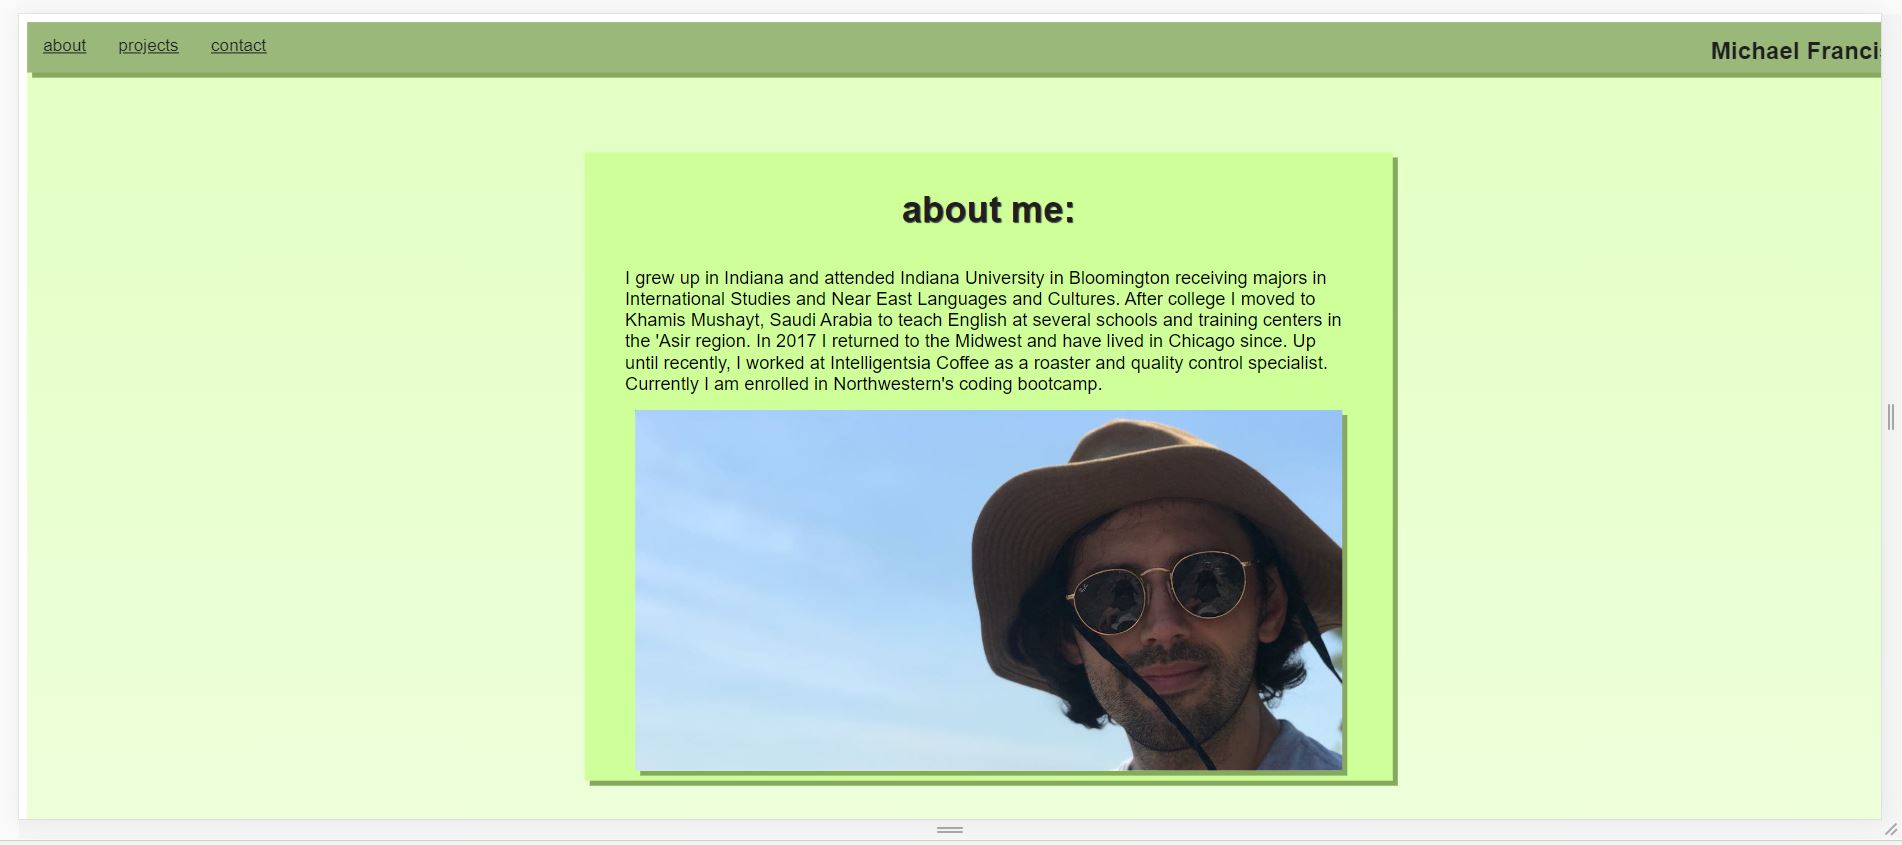 about projects contact Michael Francis
about me:
I grew up in Indiana and attended Indiana University in Bloomington receiving majors in
International Studies and Near East Languages and Cultures. After college I moved to
Khamis Mushayt, Saudi Arabia to teach English at several schools and training centers in
the 'Asir region. In 2017 I returned to the Midwest and have lived in Chicago since. Up
until recently, I worked at Intelligentsia Coffee as a roaster and quality control specialist.
Currently I am enrolled in Northwestern's coding bootcamp.